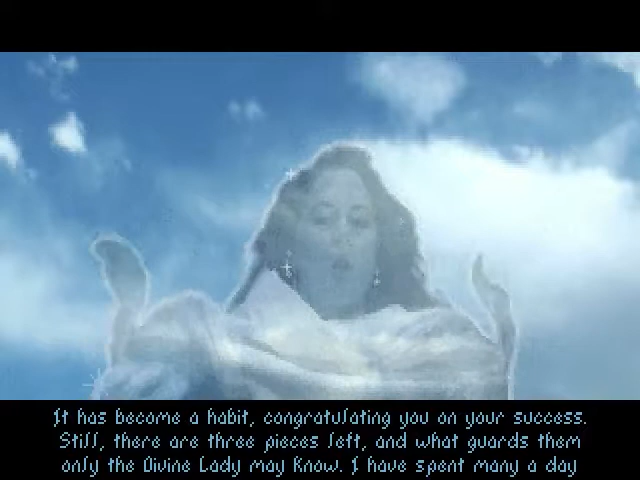 It has become a habit, congratulating you on your success.
Still, there are three pieces left, and what guards them
only the Divine Lady may know. I have spent many a day